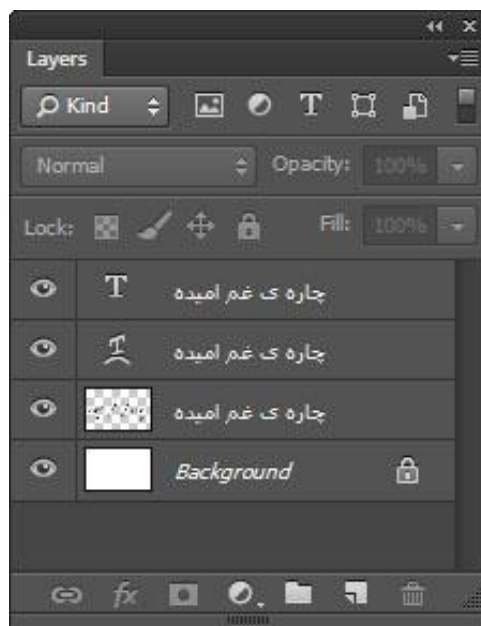 Layers
Kind
Normal Opacity: 100%
Lock: Fill: 100%
چاره ی غم امیده
چاره ی غم امیده
چاره ی غم امیده
Background